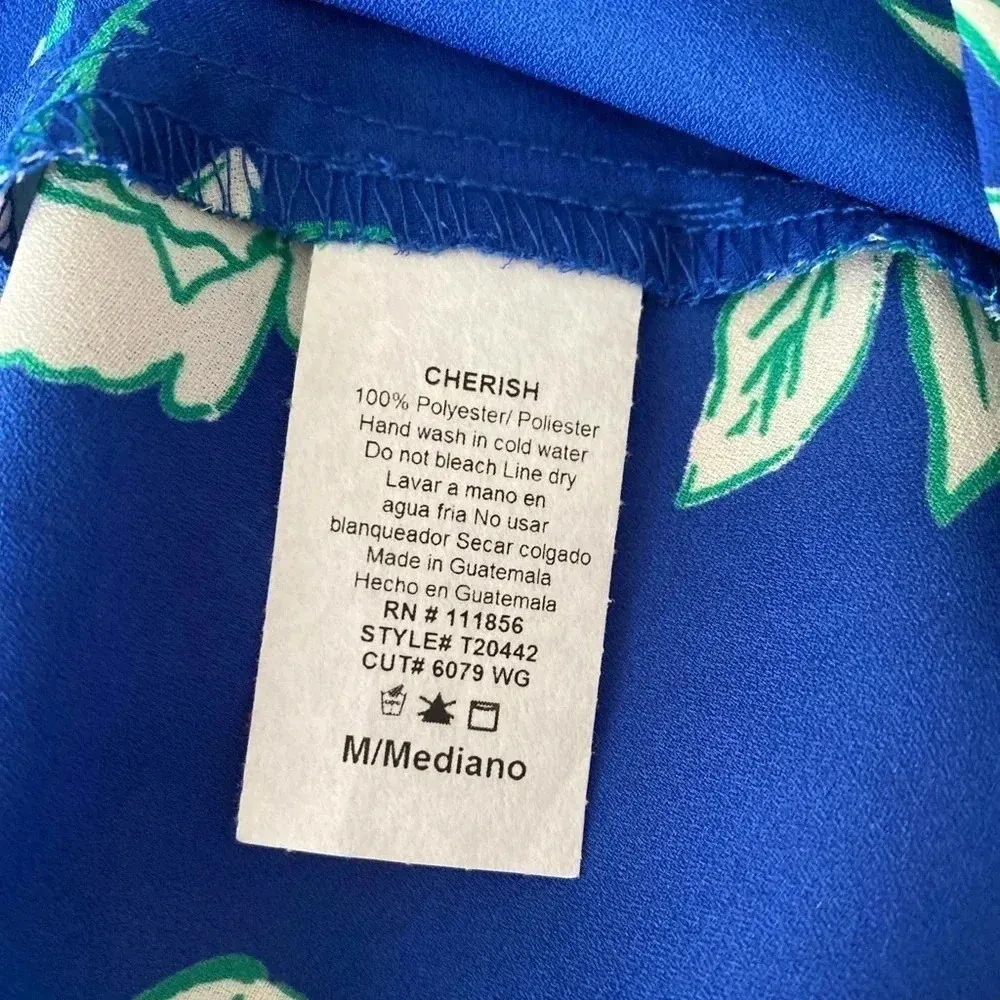 CHERISH
100% Polyester/ Poliester
Hand wash in cold water
Do not bleach Line dry
Lavar a mano en
agua fria No usar
blanqueador Secar colgado
Made in Guatemala
Hecho en Guatemala
RN # 111856
STYLE# T20442
CUT# 6079 WG
M/Mediano